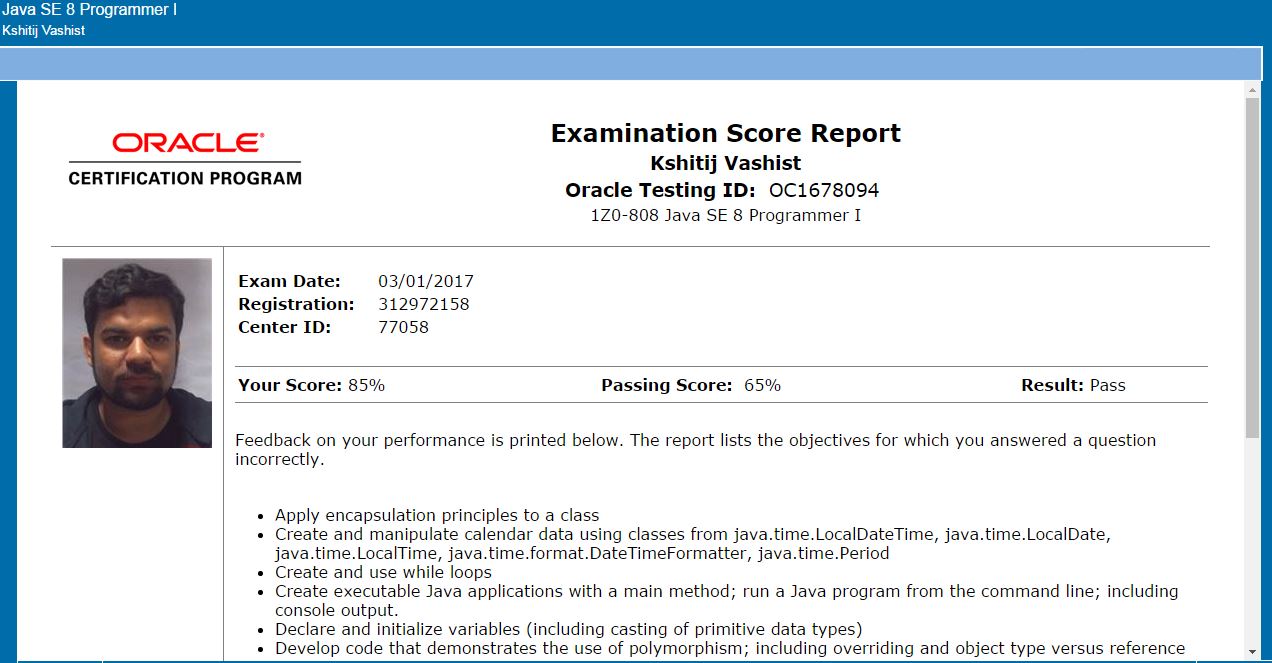 Java SE 8 Programmer I
Kshitij Vashist
ORACLE®
CERTIFICATION PROGRAM
Examination Score Report
Kshitij Vashist
Oracle Testing ID: OC1678094
1Z0-808 Java SE 8 Programmer I
Exam Date: 03/01/2017
Registration: 312972158
Center ID: 77058
Your Score: 85% Passing Score: 65% Result: Pass
Feedback on your performance is printed below. The report lists the objectives for which you answered a question
incorrectly.
• Apply encapsulation principles to a class
• Create and manipulate calendar data using classes from java.time.LocalDateTime, java.time.LocalDate,
java.time.LocalTime, java.time.format.DateTimeFormatter, java.time.Period
• Create and use while loops
• Create executable Java applications with a main method; run a Java program from the command line; including
console output.
• Declare and initialize variables (including casting of primitive data types)
• Develop code that demonstrates the use of polymorphism; including overriding and object type versus reference